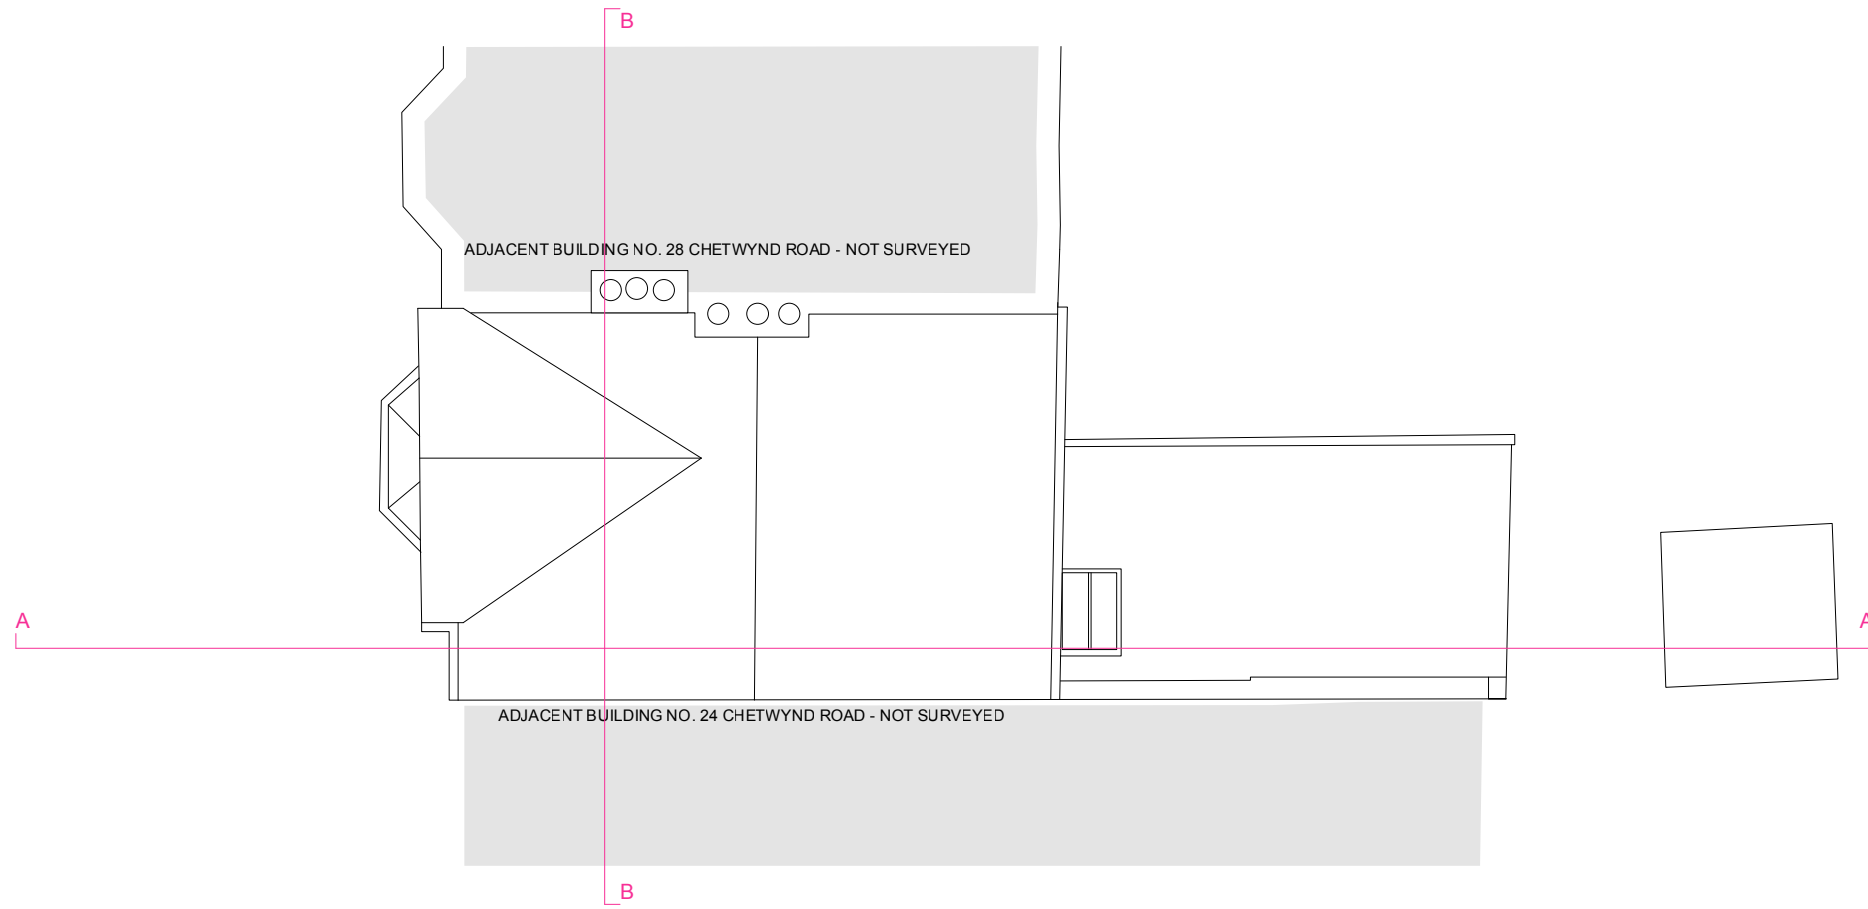 B
ADJACENT BUILDING NO. 28 CHETWYND ROAD - NOT SURVEYED
A
A
ADJACENT BUILDING NO. 24 CHETWYND ROAD - NOT SURVEYED
B